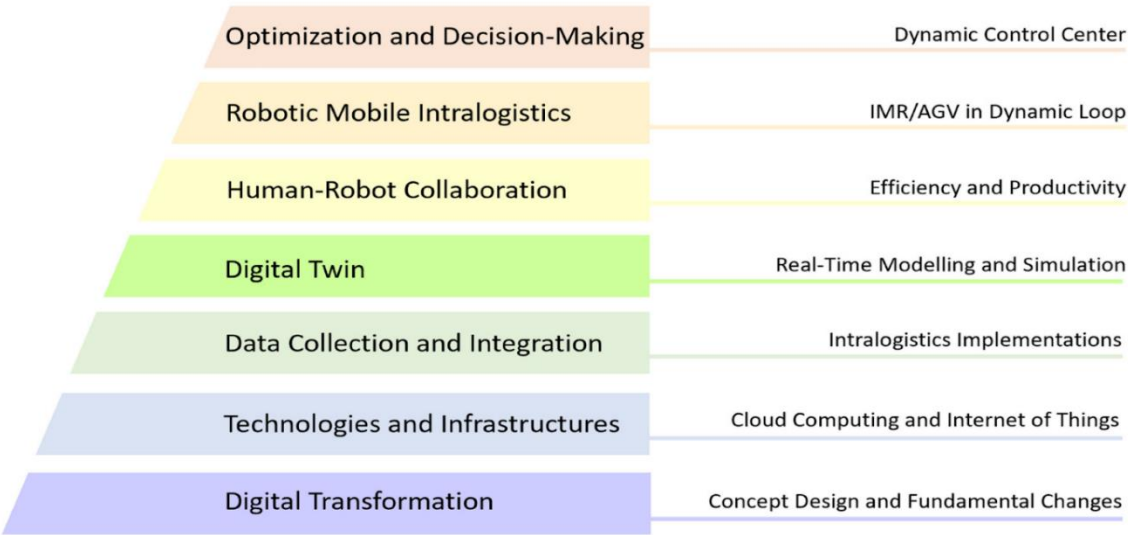 Optimization and Decision-Making
Dynamic Control Center
Robotic Mobile Intralogistics
IMR/AGV in Dynamic Loop
Human-Robot Collaboration
Efficiency and Productivity
Digital Twin
Real-Time Modelling and Simulation
Data Collection and Integration
Intralogistics Implementations
Technologies and Infrastructures
Cloud Computing and Internet of Things
Digital Transformation
Concept Design and Fundamental Changes